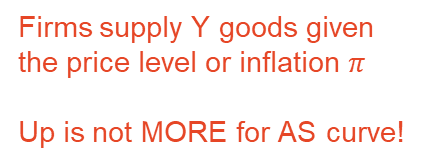 Firms supply Y goods given
the price level or inflation π
Up is not MORE for AS curve!